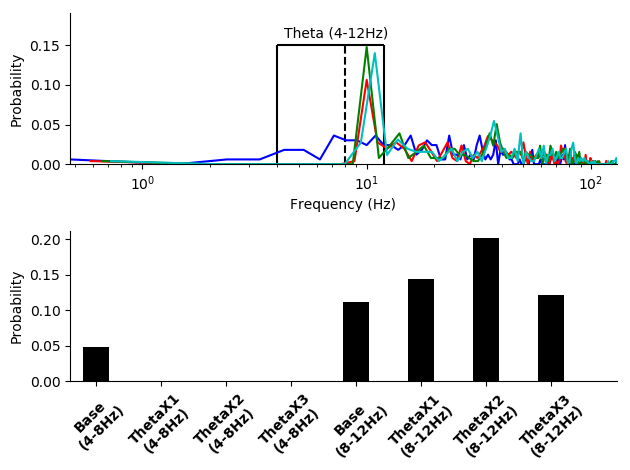 Theta (4-12Hz)
Probability
0.15
0.10
0.05
0.00
10⁰
10¹
10²
Frequency (Hz)
Probability
0.20
0.15
0.10
0.05
0.00
Base
(4-8Hz)
ThetaX1
(4-8Hz)
ThetaX2
(4-8Hz)
ThetaX3
(4-8Hz)
Base
(8-12Hz)
ThetaX1
(8-12Hz)
ThetaX2
(8-12Hz)
ThetaX3
(8-12Hz)